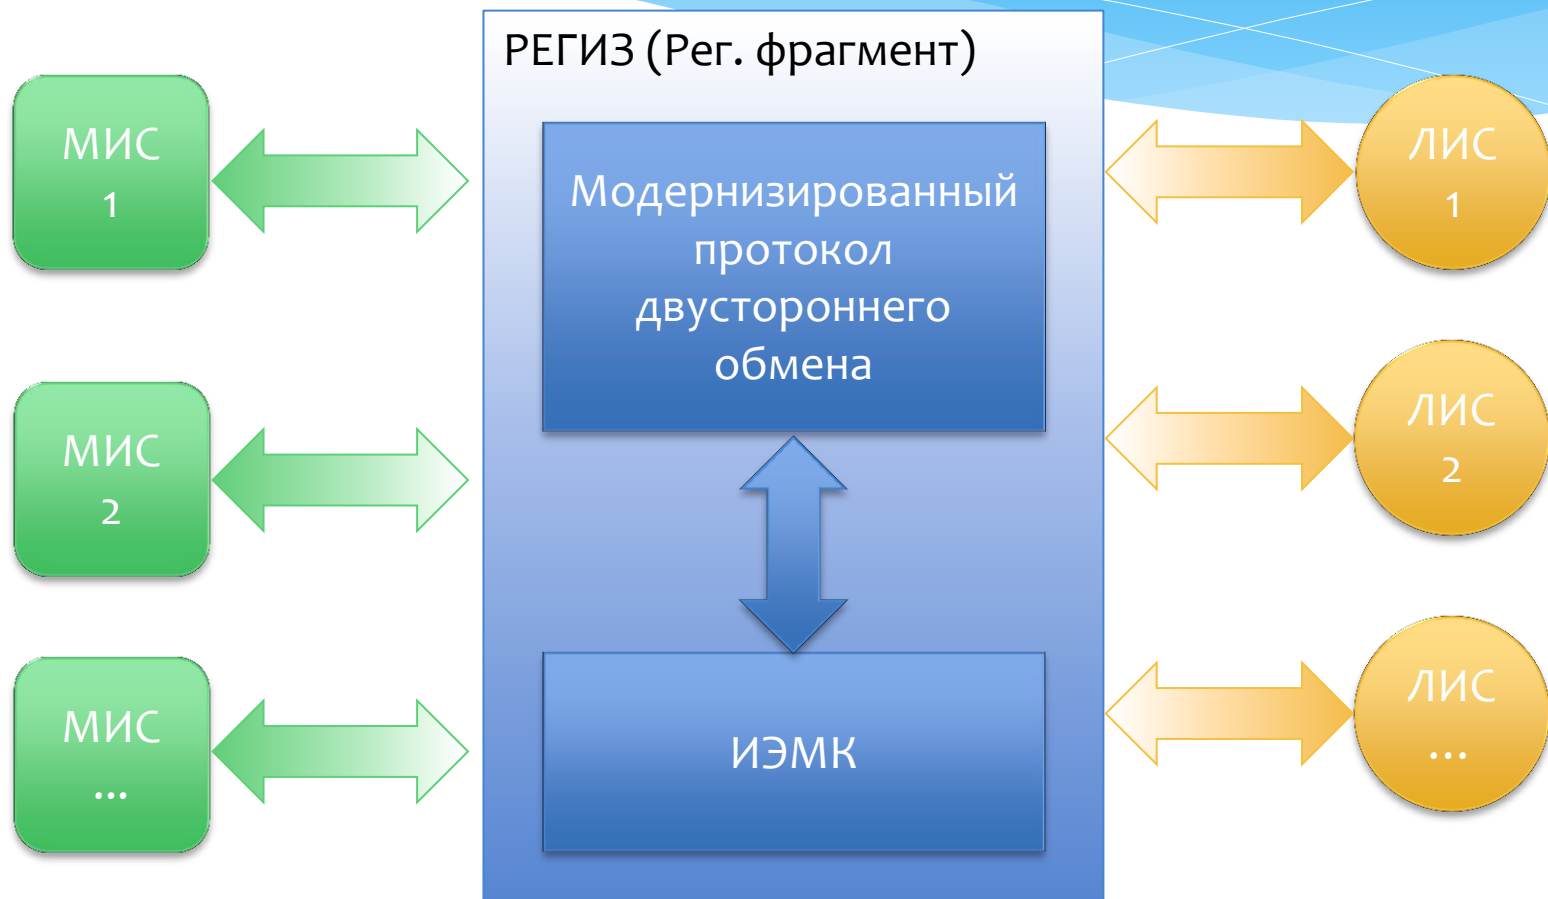 РЕГИЗ (Рег. фрагмент)
МИС
1
Модернизированный
протокол
двустороннего
обмена
ЛИС
1
МИС
2
ЛИС
2
МИС
...
ИЭМК
ЛИС
...